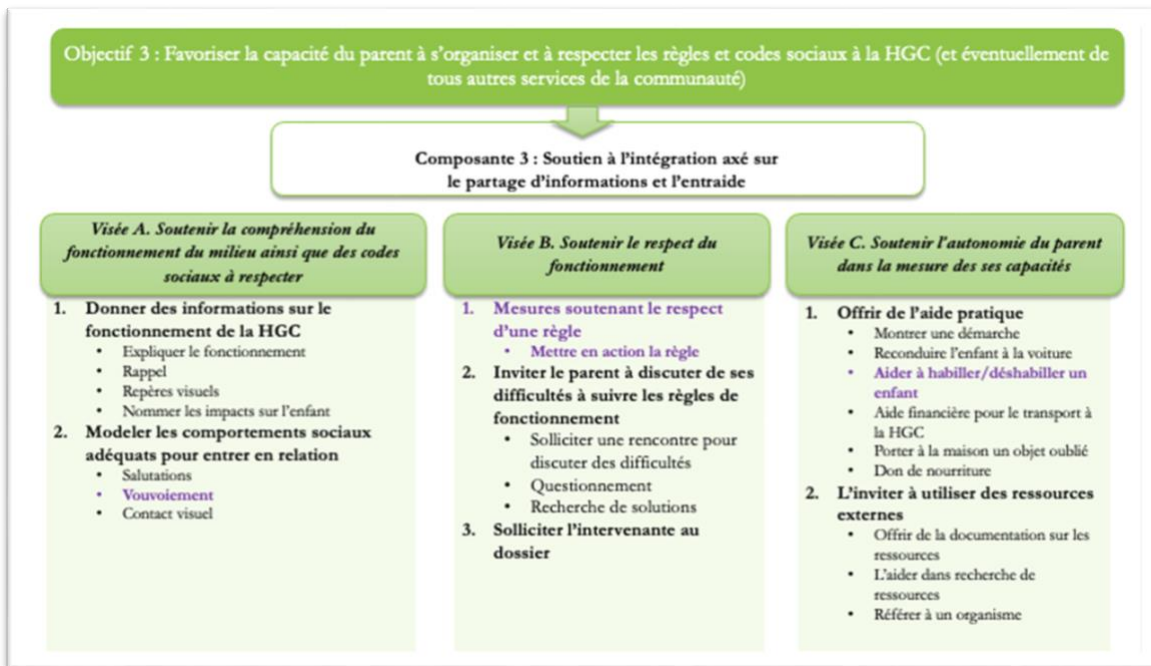 Objectif 3 : Favoriser la capacité du parent à s'organiser et à respecter les règles et codes sociaux à la HGC (et éventuellement de
tous autres services de la communauté)
Composante 3 : Soutien à l'intégration axé sur
le partage d'informations et l'entraide
Visée A. Soutenir la compréhension du
fonctionnement du milieu ainsi que des codes
sociaux à respecter
1. Donner des informations sur le
fonctionnement de la HGC
• Expliquer le fonctionnement
• Rappel
• Repères visuels
• Nommer les impacts sur l'enfant
2. Modeler les comportements sociaux
adéquats pour entrer en relation
• Salutations
• Vouvoiement
• Contact visuel
Visée B. Soutenir le respect du
fonctionnement
1. Mesures soutenant le respect
d'une règle
• Mettre en action la règle
2. Inviter le parent à discuter de ses
difficultés à suivre les règles de
fonctionnement
• Solliciter une rencontre pour
discuter des difficultés
• Questionnement
• Recherche de solutions
3. Solliciter l'intervenante au
dossier
Visée C. Soutenir l'autonomie du parent
dans la mesure des ses capacités
1. Offrir de l'aide pratique
• Montrer une démarche
• Reconduire l'enfant à la voiture
• Aider à habiller/déshabiller un
enfant
• Aide financière pour le transport à
la HGC
• Porter à la maison un objet oublié
• Don de nourriture
2. L'inviter à utiliser des ressources
externes
• Offrir de la documentation sur les
ressources
• L'aider dans recherche de
ressources
• Référer à un organisme